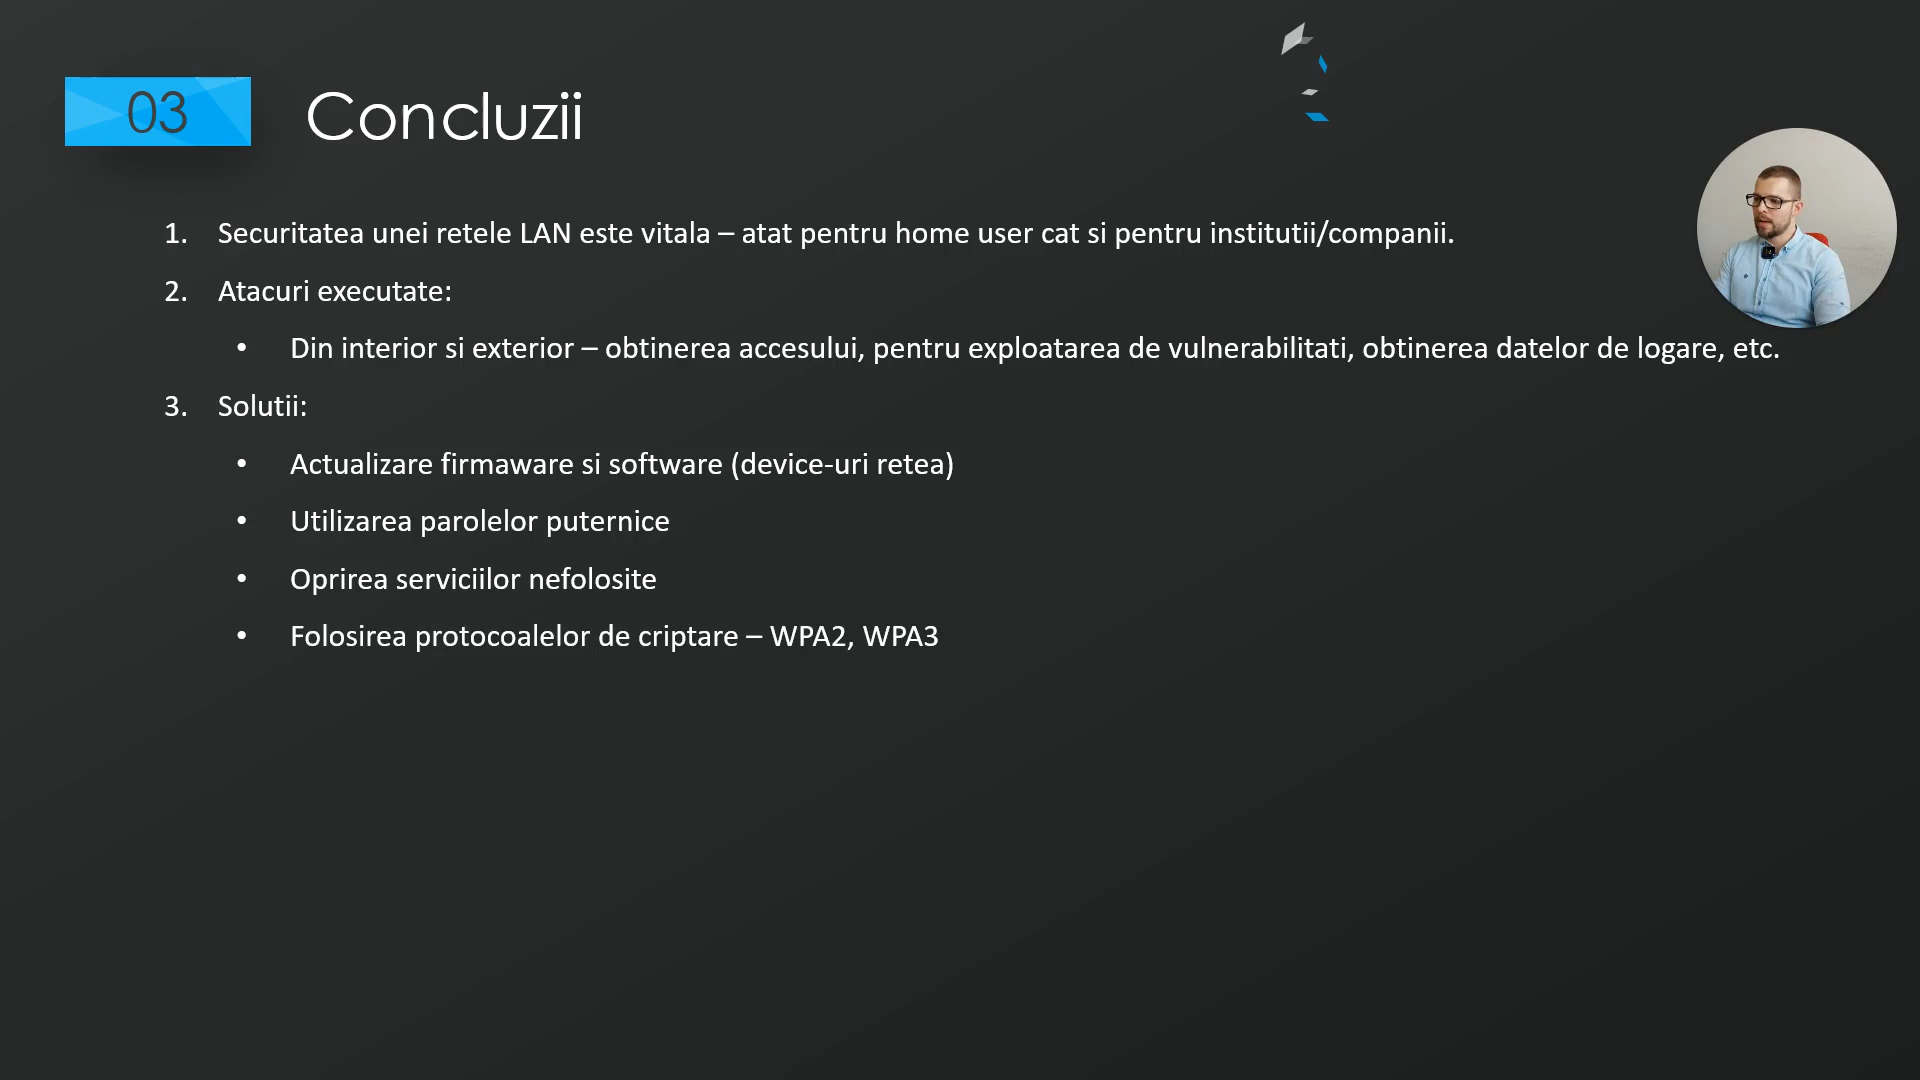 03
Concluzii
1. Securitatea unei retele LAN este vitala – atat pentru home user cat si pentru institutii/companii.
2. Atacuri executate:
• Din interior si exterior – obtinerea accesului, pentru exploatarea de vulnerabilitati, obtinerea datelor de logare, etc.
3. Solutii:
• Actualizare firmaware si software (device-uri retea)
• Utilizarea parolelor puternice
• Oprirea serviciilor nefolosite
• Folosirea protocoalelor de criptare – WPA2, WPA3